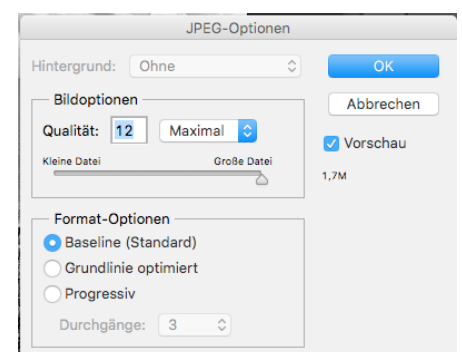 JPEG-Optionen
Hintergrund: Ohne
OK
Bildoptionen
Abbrechen
Qualität: 12 Maximal
Vorschau
Kleine Datei Große Datei
1,7M
Format-Optionen
Baseline (Standard)
Grundlinie optimiert
Progressiv
Durchgänge: 3